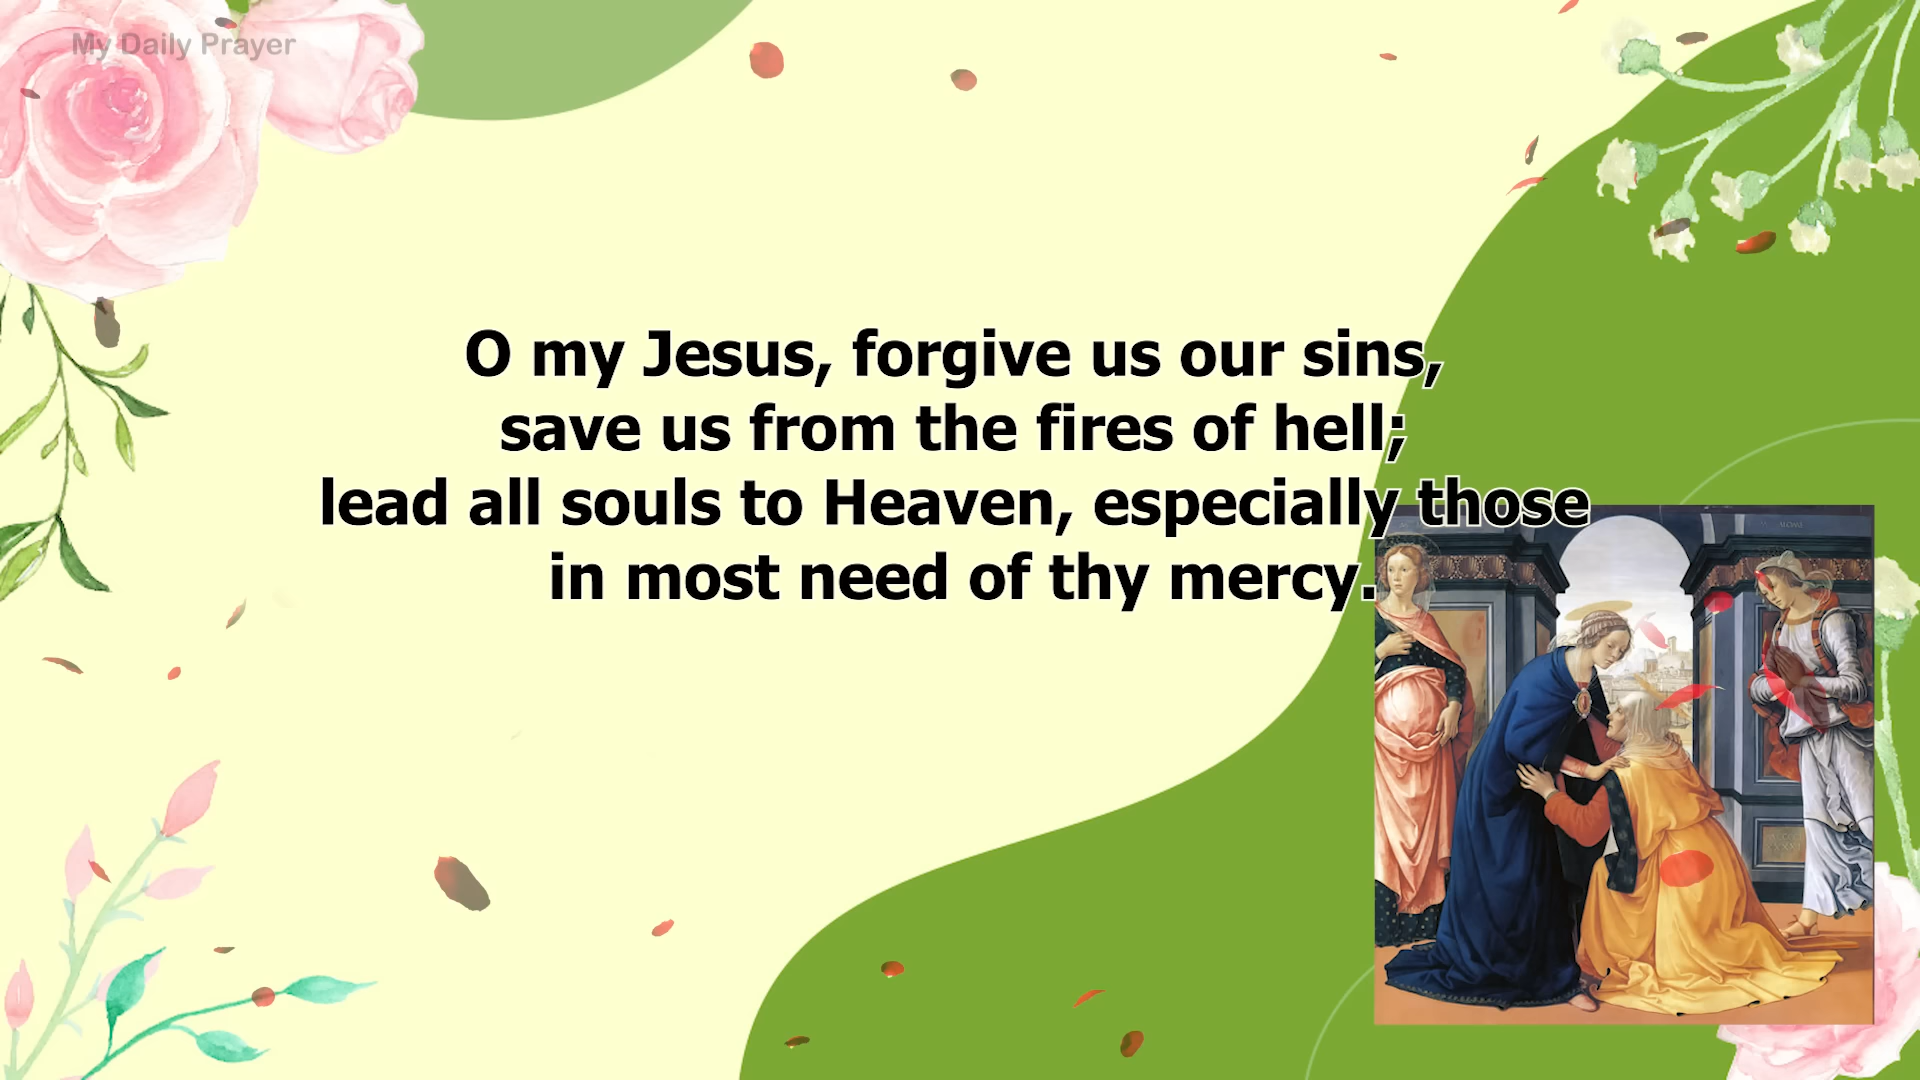 My Daily Prayer
O my Jesus, forgive us our sins,
save us from the fires of hell;
lead all souls to Heaven, especially those
in most need of thy mercy.